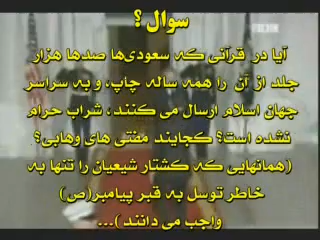 سوال ؟
آیا در قرآنی که سعودی‌ها صدها هزار
جلد از آن را همه ساله چاپ، و به سراسر
جهان اسلام ارسال می کنند، شراب حرام
نشده است؟ کجایند مفتی های وهابی؟.
(همانهایی که کشتار شیعیان را تنها به
خاطر توسل به قبر پیامبر(ص)
واجب می دانند)...